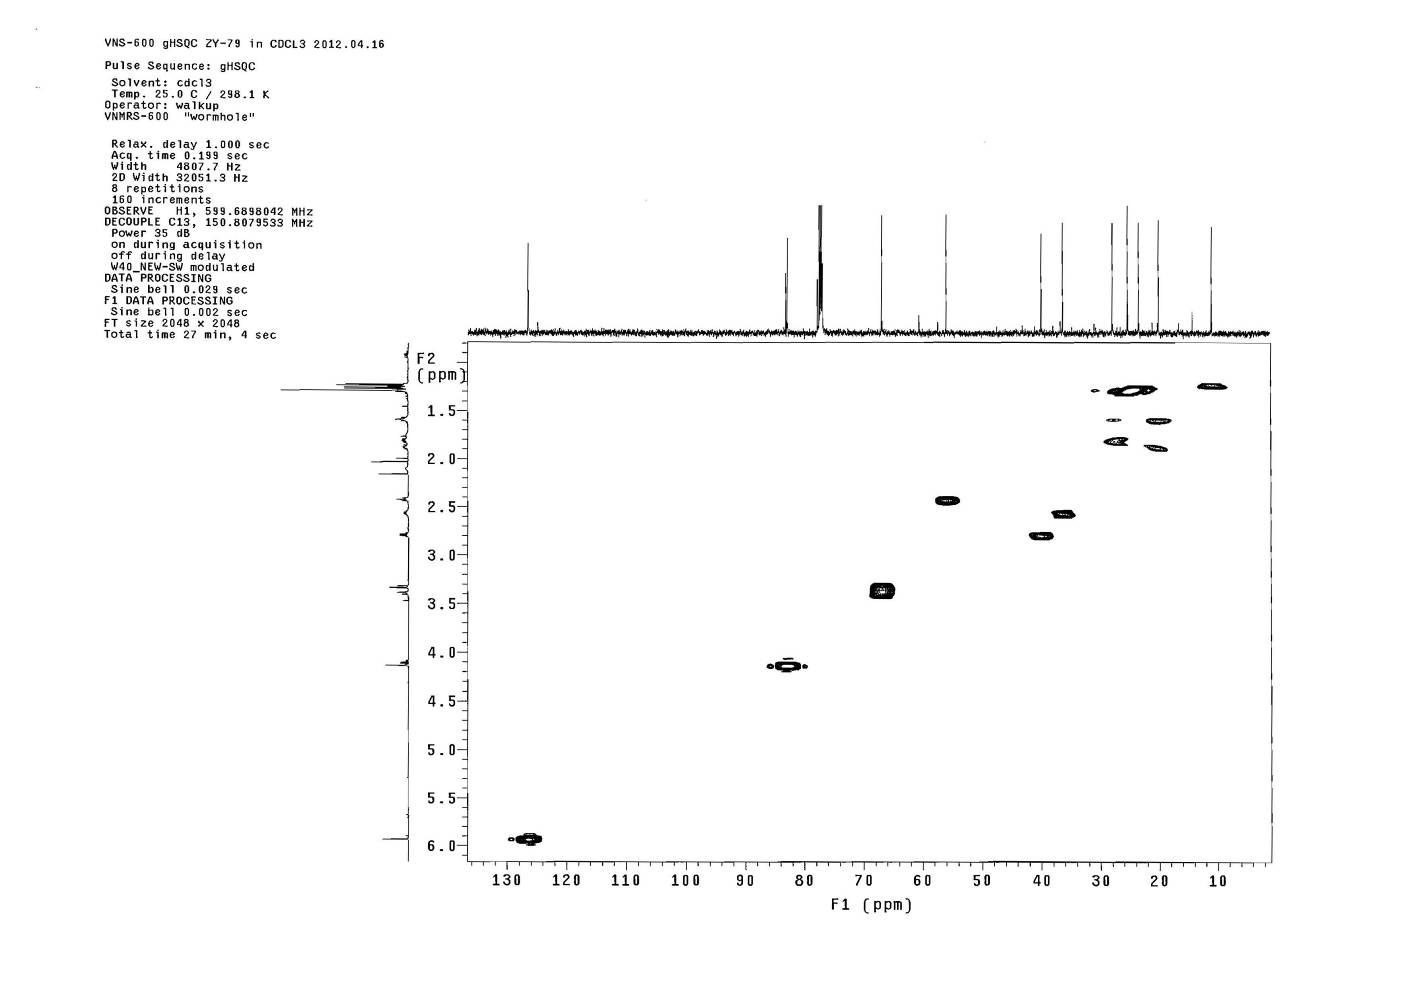 VNS-600 gHSQC ZY-79 in CDCL3 2012.04.16
Pulse Sequence: gHSQC
Solvent: cdcl3
Temp. 25.0 C / 298.1 K
Operator: walkup
VNMRS-600 "wormhole"
Relax. delay 1.000 sec
Acq. time 0.199 sec
Width 4807.7 Hz
2D Width 32051.3 Hz
8 repetitions
160 increments
OBSERVE H1, 599.6898042 MHz
DECOUPLE C13, 150.8079533 MHz
Power 35 dB
on during acquisition
off during delay
W40_NEW-SW modulated
DATA PROCESSING
Sine bell 0.029 sec
F1 DATA PROCESSING
Sine bell 0.002 sec
FT size 2048 x 2048
Total time 27 min, 4 sec
F2
(ppm)
1.5
2.0
2.5
3.0
3.5
4.0
4.5
5.0
5.5
6.0
130 120 110 100 90 80 70 60 50 40 30 20 10
F1 (ppm)